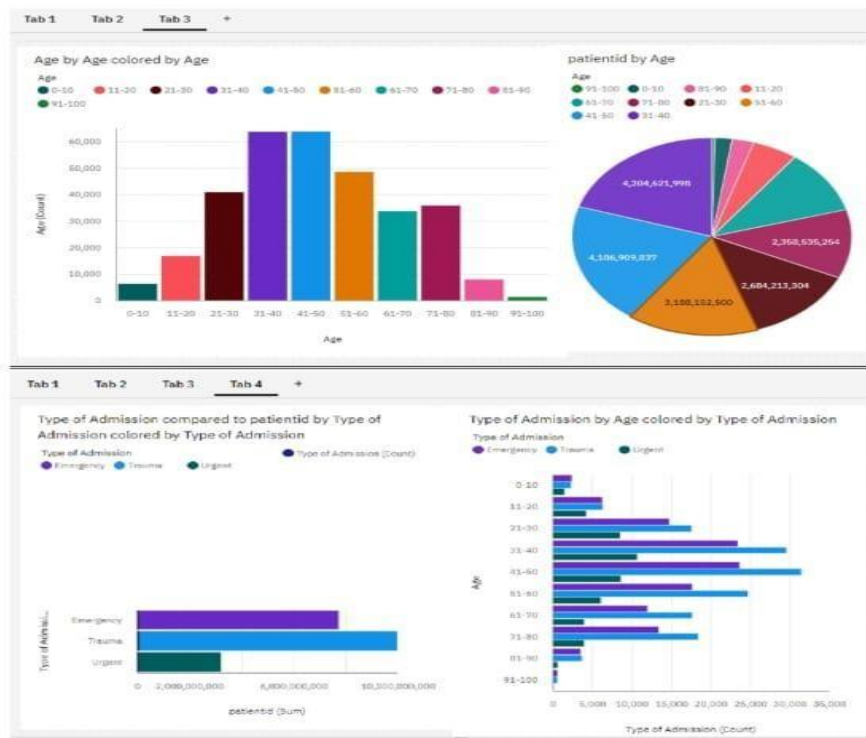 Tab 1 Tab 2 Tab 3 +
Age by Age colored by Age
Age
0-10 11-20 21-30 31-40 41-50 51-60 61-70 71-80 81-90
91-100
60,000
50,000
40,000
30,000
20,000
10,000
0
Age (Count)
0-10 11-20 21-30 31-40 41-50 51-60 61-70 71-80 81-90 91-100
Age
patientid by Age
Age
91-100 0-10 81-90 11-20
61-70 71-80 21-30 51-60
41-50 31-40
4,204,621,998
2,350,535,254
4,186,909,837
2,684,213,304
3,188,152,500
Tab 1 Tab 2 Tab 3 Tab 4 +
Type of Admission compared to patientid by Type of
Admission colored by Type of Admission
Type of Admission Type of Admission (Count)
Emergency Trauma Urgent
Type of Admissi...
Emergency
Trauma
Urgent
0 2,000,000,000 6,000,000,000 10,200,000,000
patientid (Sum)
Type of Admission by Age colored by Type of Admission
Type of Admission
Emergency Trauma Urgent
0-10
11-20
21-30
31-40
41-50
51-60
61-70
71-80
81-90
91-100
Age
0 5,000 10,000 15,000 20,000 25,000 30,000 35,000
Type of Admission (Count)